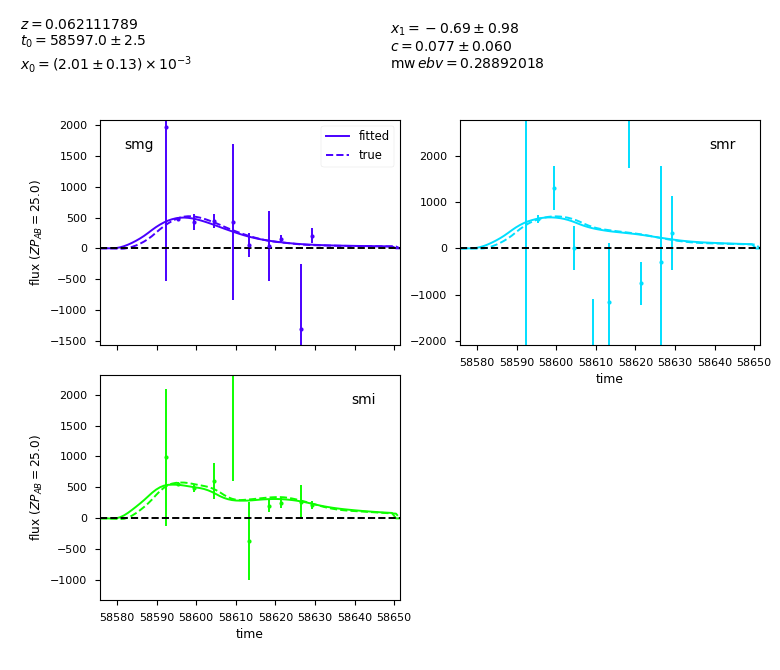 z = 0.062111789
t₀ = 58597.0 ± 2.5
x₀ = (2.01 ± 0.13) × 10⁻³
x₁ = −0.69 ± 0.98
c = 0.077 ± 0.060
mw ebv = 0.28892018
smg
fitted
true
2000
1500
1000
500
0
−500
−1000
−1500
flux (ZP_AB = 25.0)
smr
2000
1000
0
−1000
−2000
58580 58590 58600 58610 58620 58630 58640 58650
time
smi
2000
1500
1000
500
0
−500
−1000
flux (ZP_AB = 25.0)
58580 58590 58600 58610 58620 58630 58640 58650
time